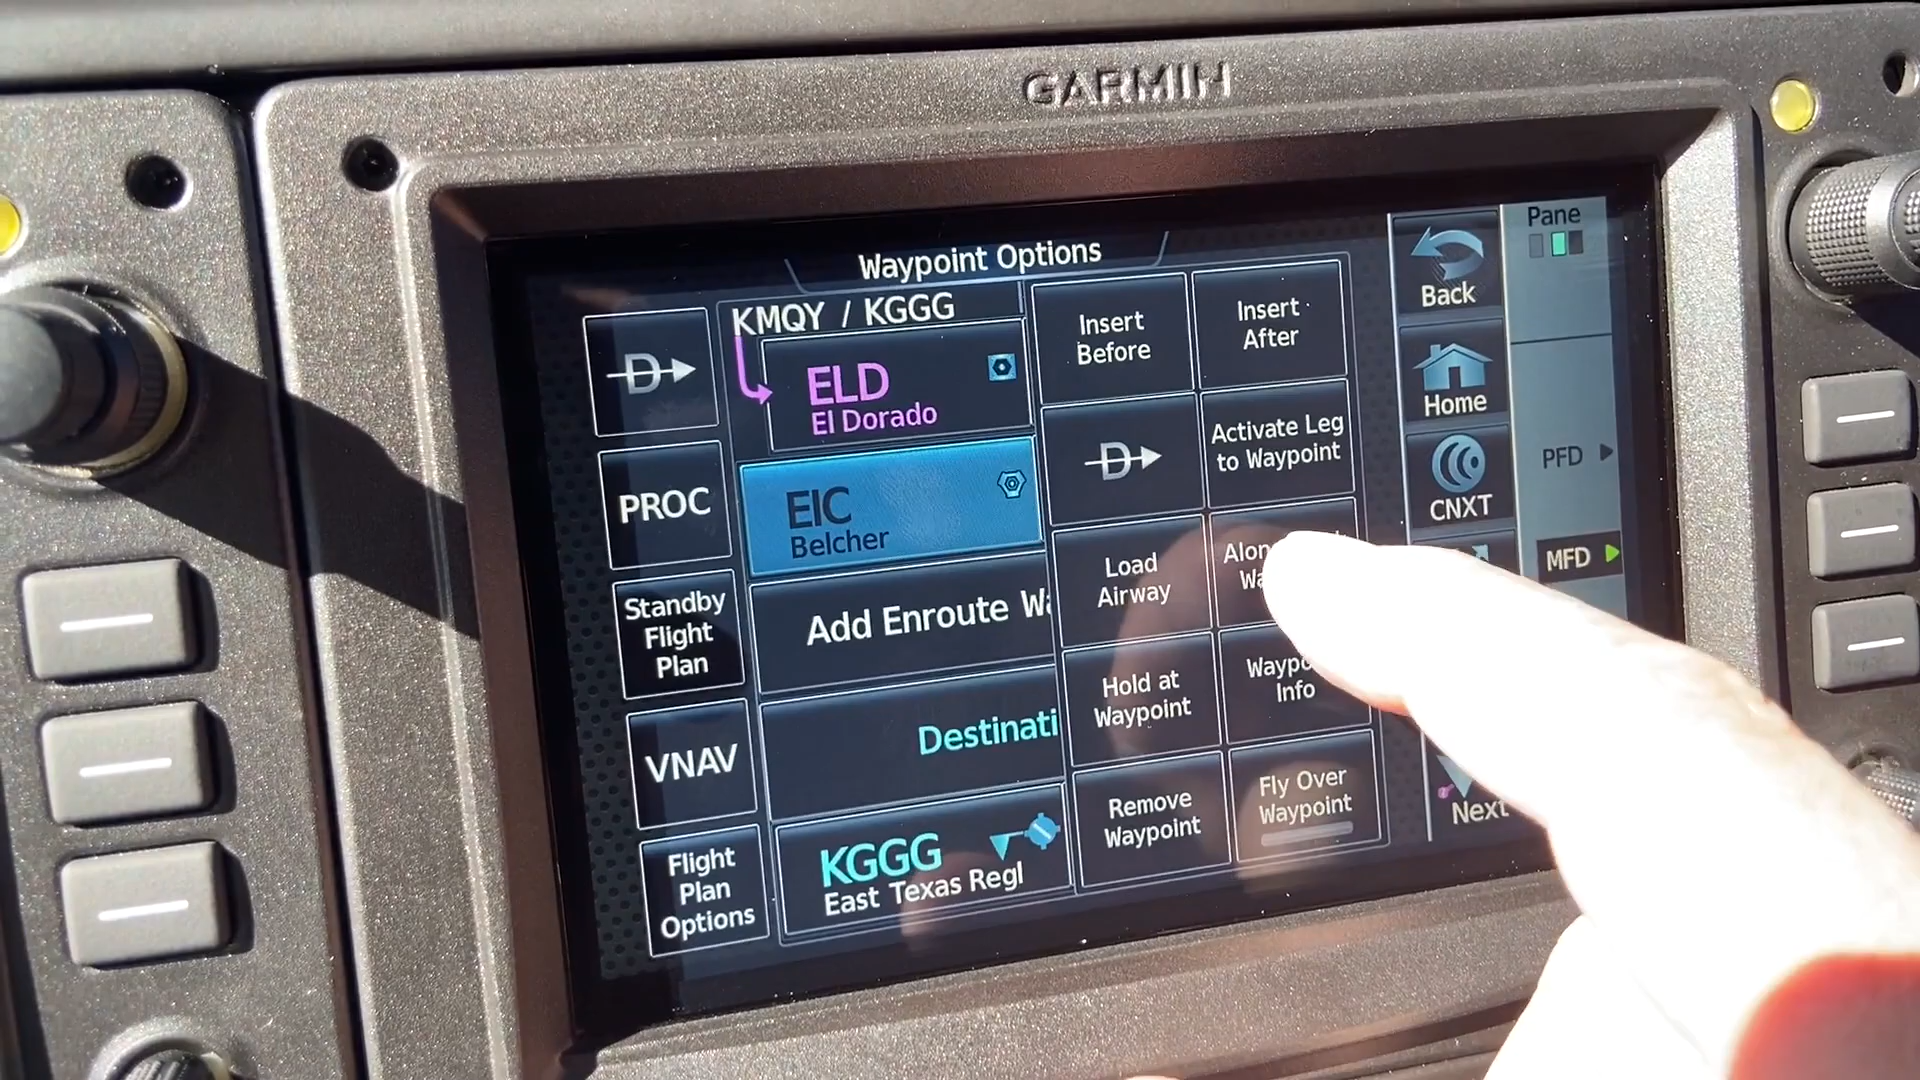 GARMIN
Waypoint Options
KMQY / KGGG
ELD
El Dorado
EIC
Belcher
Add Enroute
Destinati
KGGG
East Texas Regl
PROC
Standby
Flight
Plan
VNAV
Flight
Plan
Options
Insert
Before
Insert
After
Activate Leg
to Waypoint
Load
Airway
Hold at
Waypoint
Info
Remove
Waypoint
Fly Over
Waypoint
Back
Home
CNXT
Next
Pane
PFD
MFD